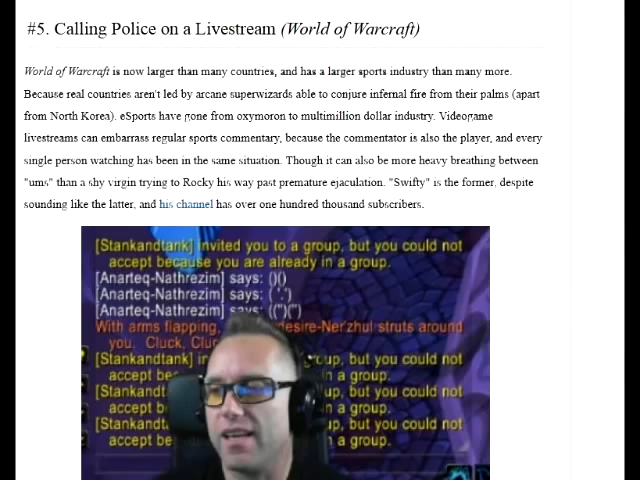 #5. Calling Police on a Livestream (World of Warcraft)
World of Warcraft is now larger than many countries, and has a larger sports industry than many more.
Because real countries aren't led by arcane superwizards able to conjure infernal fire from their palms (apart
from North Korea). eSports have gone from oxymoron to multimillion dollar industry. Videogame
livestreams can embarrass regular sports commentary, because the commentator is also the player, and every
single person watching has been in the same situation. Though it can also be more heavy breathing between
"ums" than a shy virgin trying to Rocky his way past premature ejaculation. "Swifty" is the former, despite
sounding like the latter, and his channel has over one hundred thousand subscribers.
[Stankandtank] invited you to a group, but you could not
accept because you are already in a group.
[Anarteq-Nathrezim] says: ()()
[Anarteq-Nathrezim] says: ( '.')
[Anarteq-Nathrezim] says: ((")(")
With arms flapping, desire-Ner'zhul struts around
you. Cluck, Cluc
[Stankandtank] in oup, but you could not
accept be in a group.
[Stankandt up, but you could not
accept b in a group.
[Stankandt up, but you could not
accept be n a group.